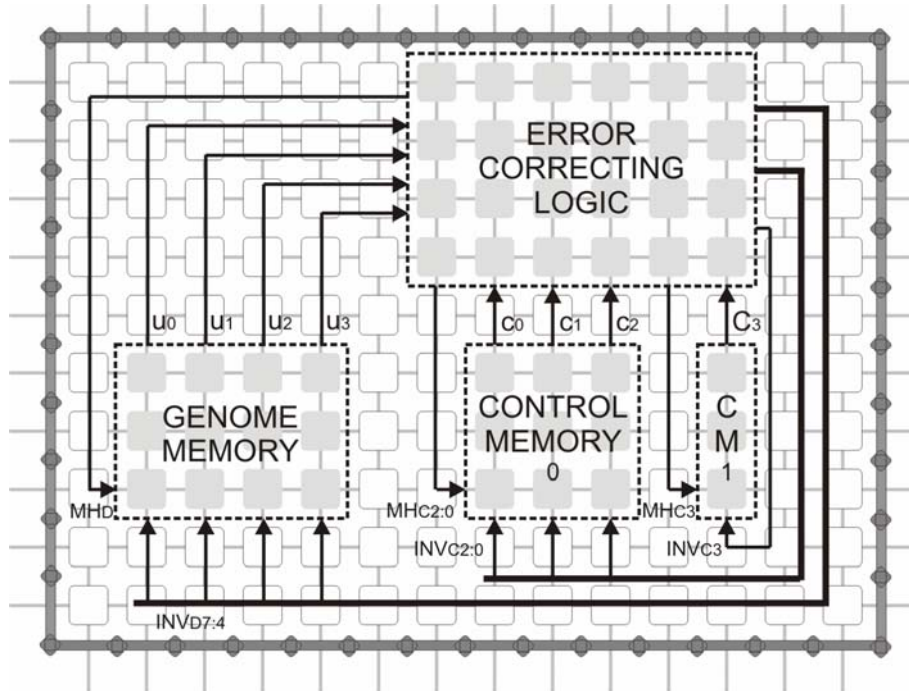 ERROR
CORRECTING
LOGIC
u0 u1 u2 u3 c0 c1 c2 C3
GENOME
MEMORY
CONTROL
MEMORY
0
C
M
1
MHD MHC2:0 MHC3
INVC2:0 INVC3
INVD7:4